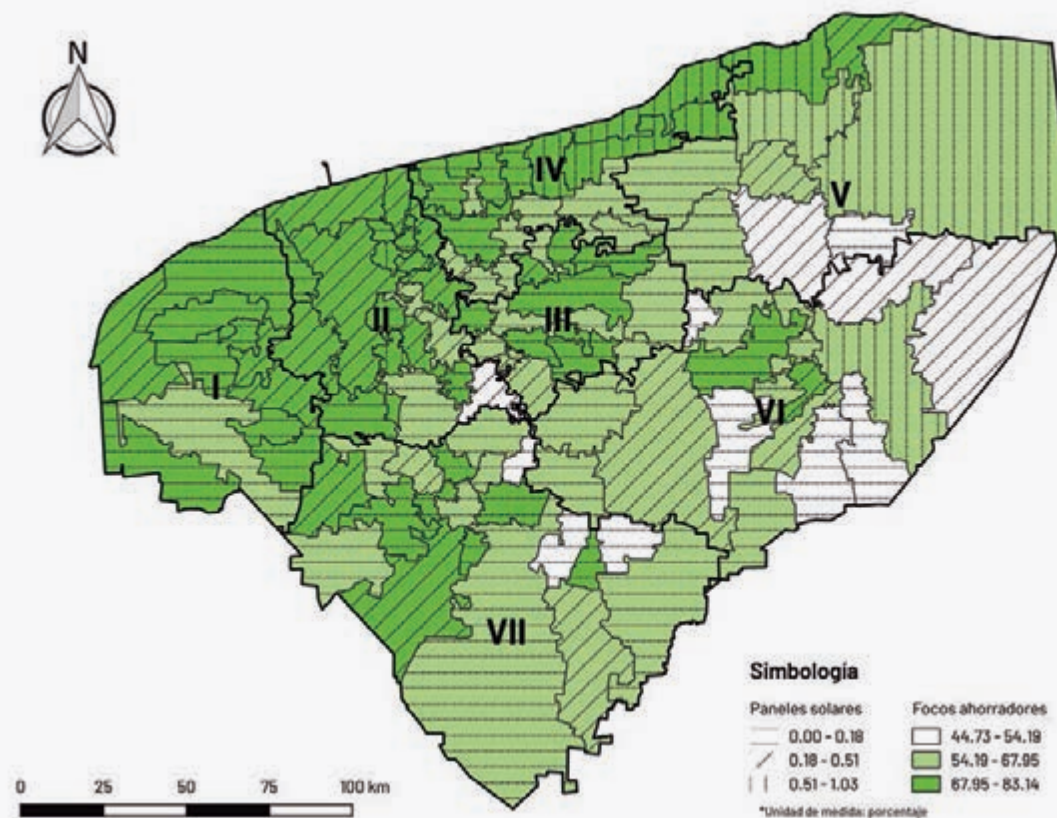 N
IV
V
II
III
I
VI
VII
Simbología
Paneles solares
0.00 - 0.18
0.18 - 0.51
0.51 - 1.03
Focos ahorradores
44.73 - 54.19
54.19 - 67.95
67.95 - 83.14
*Unidad de medida: porcentaje
0 25 50 75 100 km